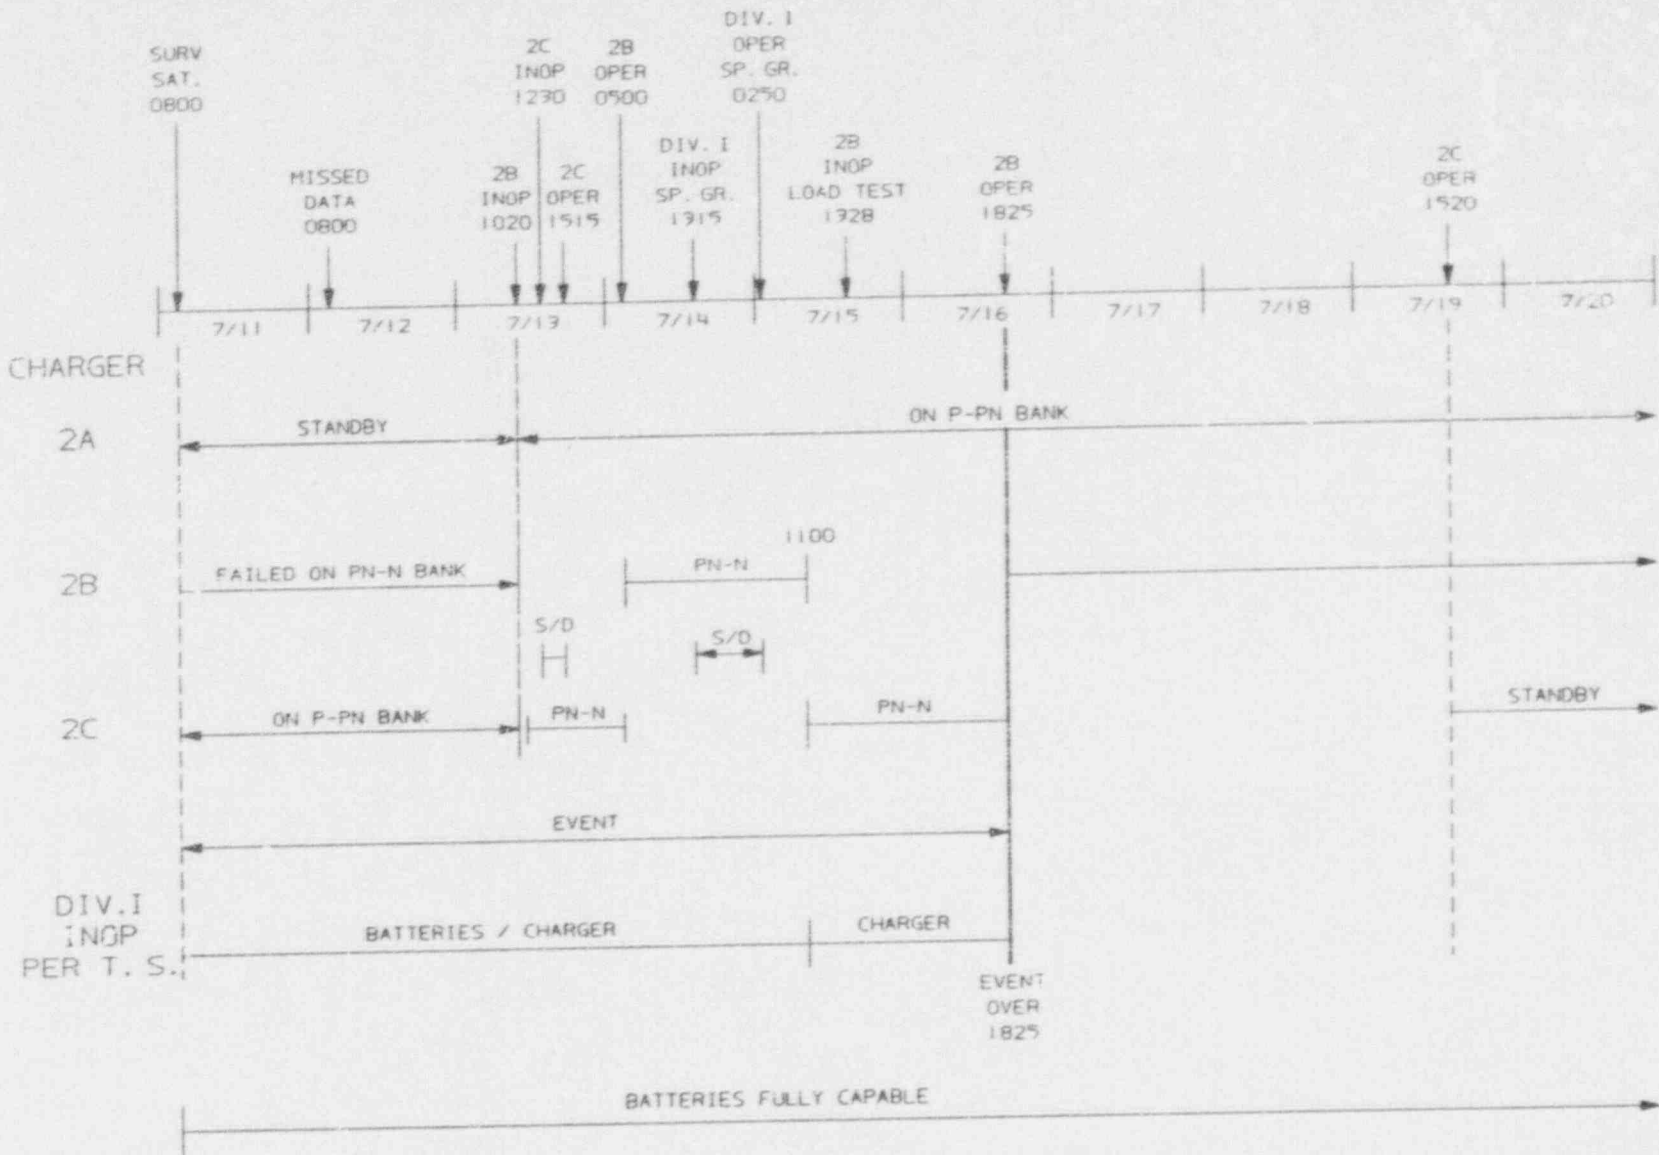 SURV
SAT.
0800
MISSED
DATA
0800
2B
INOP
1020
2C
INOP
1230
2C
OPER
1515
2B
OPER
0500
DIV. I
INOP
SP. GR.
1315
DIV. I
OPER
SP. GR.
0250
2B
INOP
LOAD TEST
1328
2B
OPER
1825
2C
OPER
1520
7/11
7/12
7/13
7/14
7/15
7/16
7/17
7/18
7/19
7/20
CHARGER
2A
STANDBY
ON P-PN BANK
2B
FAILED ON PN-N BANK
PN-N
1100
S/D
S/D
2C
ON P-PN BANK
PN-N
PN-N
STANDBY
EVENT
DIV.I
INOP
PER T. S.
BATTERIES / CHARGER
CHARGER
EVENT
OVER
1825
BATTERIES FULLY CAPABLE